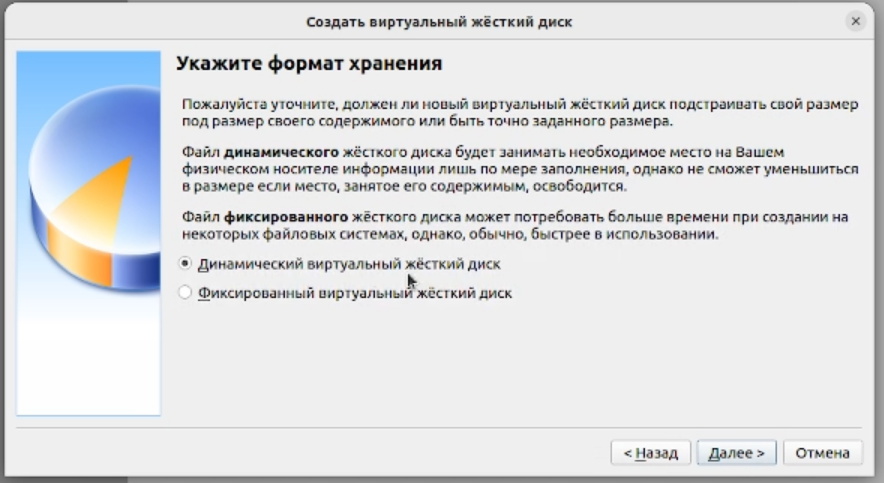 Создать виртуальный жёсткий диск
Укажите формат хранения
Пожалуйста уточните, должен ли новый виртуальный жёсткий диск подстраивать свой размер
под размер своего содержимого или быть точно заданного размера.
Файл динамического жёсткого диска будет занимать необходимое место на Вашем
физическом носителе информации лишь по мере заполнения, однако не сможет уменьшиться
в размере если место, занятое его содержимым, освободится.
Файл фиксированного жёсткого диска может потребовать больше времени при создании на
некоторых файловых системах, однако, обычно, быстрее в использовании.
Динамический виртуальный жёсткий диск
Фиксированный виртуальный жёсткий диск
< Назад Далее > Отмена